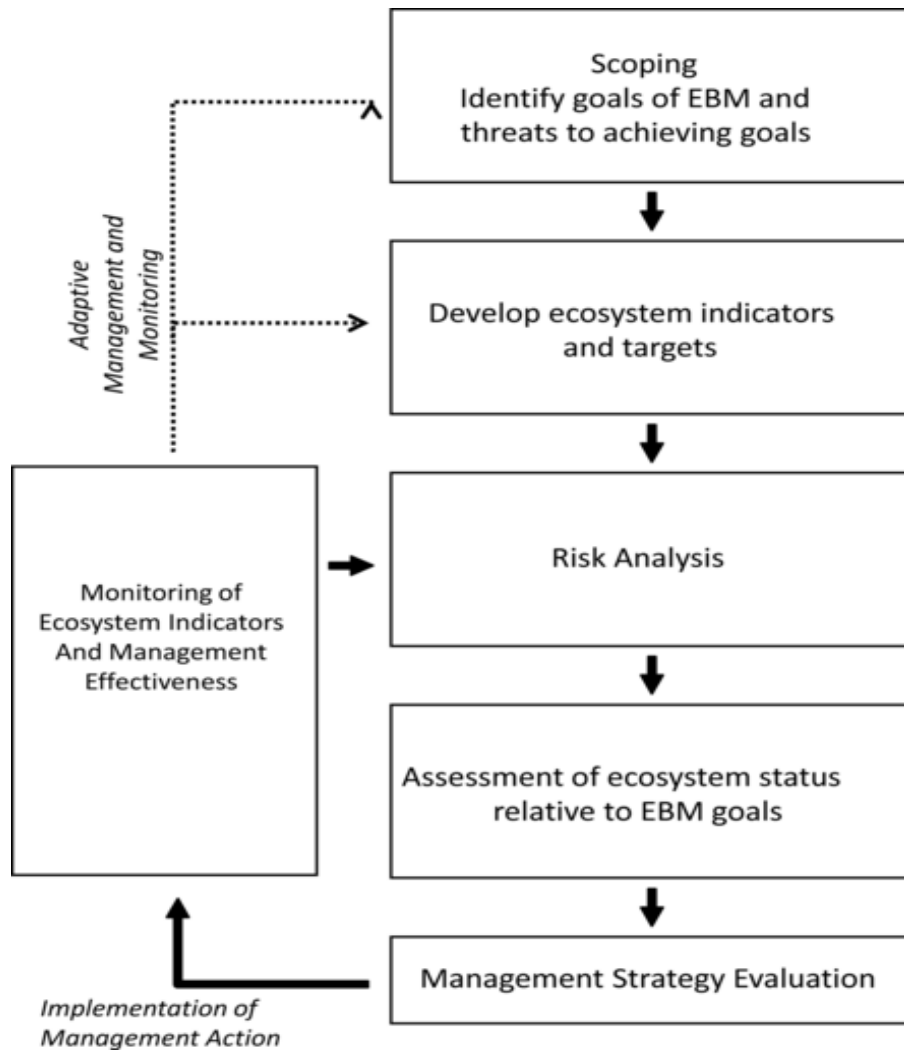 Scoping
Identify goals of EBM and
threats to achieving goals
Adaptive
Management and
Monitoring
Develop ecosystem indicators
and targets
Risk Analysis
Monitoring of
Ecosystem Indicators
And Management
Effectiveness
Assessment of ecosystem status
relative to EBM goals
Management Strategy Evaluation
Implementation of
Management Action